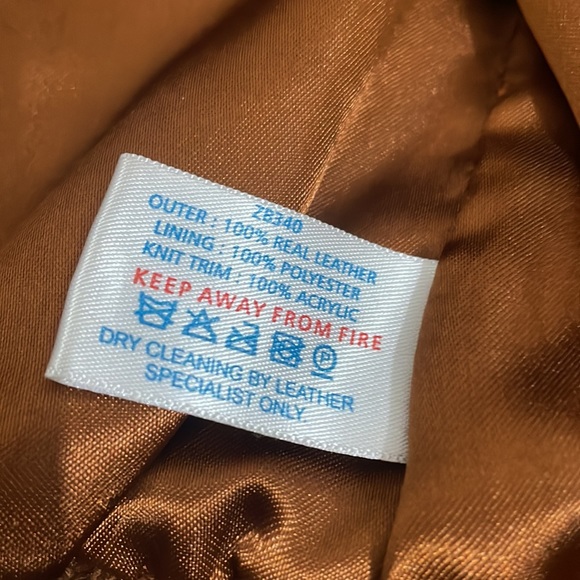 Z8340
OUTER : 100% REAL LEATHER
LINING : 100% POLYESTER
KNIT TRIM : 100% ACRYLIC
KEEP AWAY FROM FIRE
P
DRY CLEANING BY LEATHER
SPECIALIST ONLY.